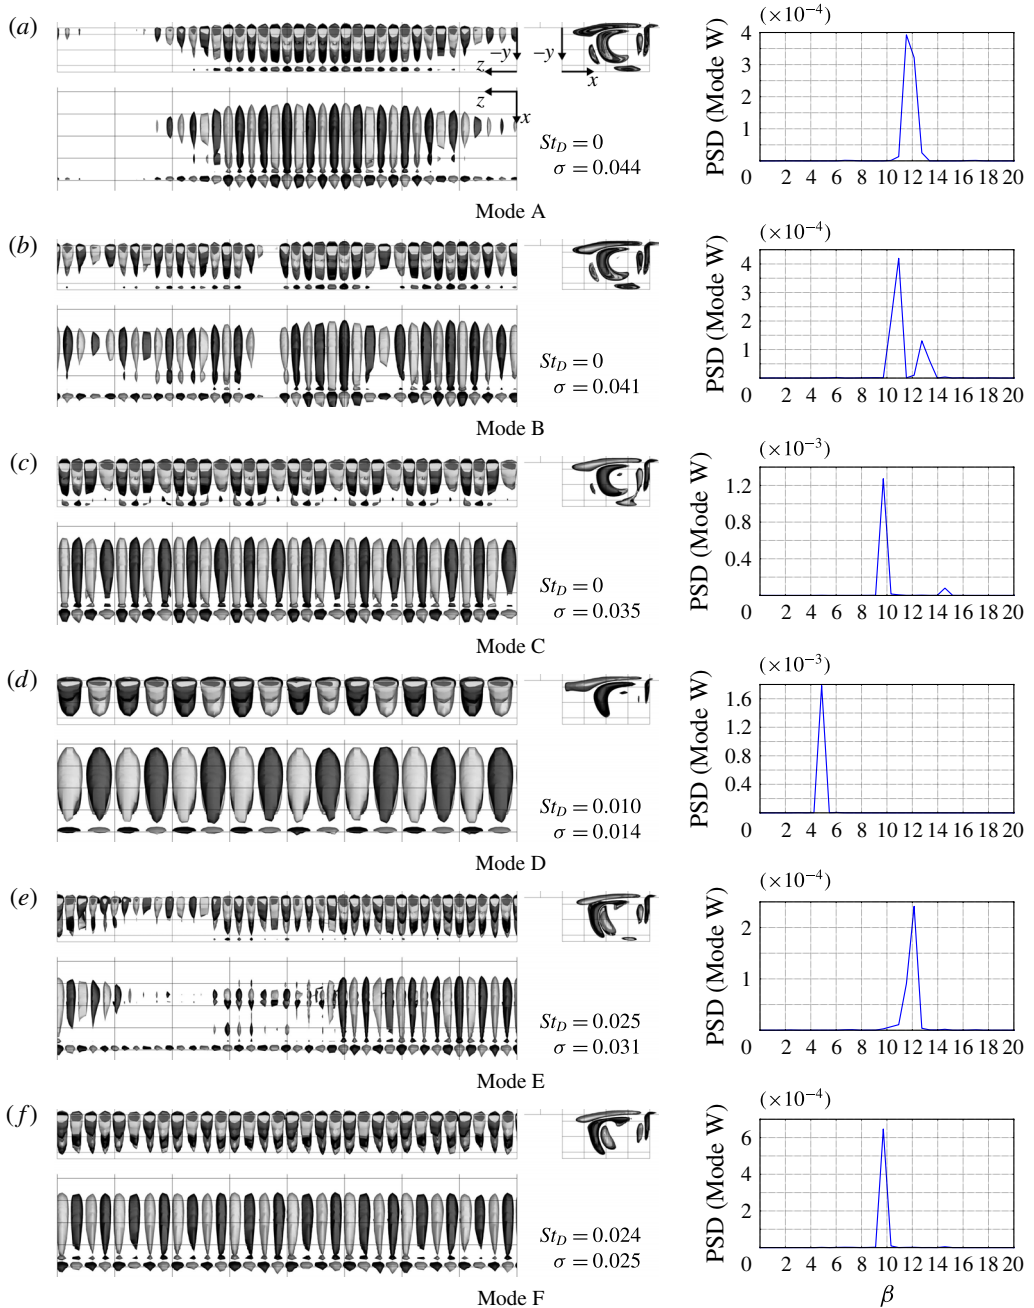 (a)
−y
z
−y
x
z
x
St_D = 0
σ = 0.044
Mode A
(×10⁻⁴)
PSD (Mode W)
4
3
2
1
0 2 4 6 8 10 12 14 16 18 20
(b)
St_D = 0
σ = 0.041
Mode B
(×10⁻⁴)
PSD (Mode W)
4
3
2
1
0 2 4 6 8 10 12 14 16 18 20
(c)
St_D = 0
σ = 0.035
Mode C
(×10⁻³)
PSD (Mode W)
1.2
0.8
0.4
0 2 4 6 8 10 12 14 16 18 20
(d)
St_D = 0.010
σ = 0.014
Mode D
(×10⁻³)
PSD (Mode W)
1.6
1.2
0.8
0.4
0 2 4 6 8 10 12 14 16 18 20
(e)
St_D = 0.025
σ = 0.031
Mode E
(×10⁻⁴)
PSD (Mode W)
2
1
0 2 4 6 8 10 12 14 16 18 20
(f)
St_D = 0.024
σ = 0.025
Mode F
(×10⁻⁴)
PSD (Mode W)
6
4
2
0 2 4 6 8 10 12 14 16 18 20
β